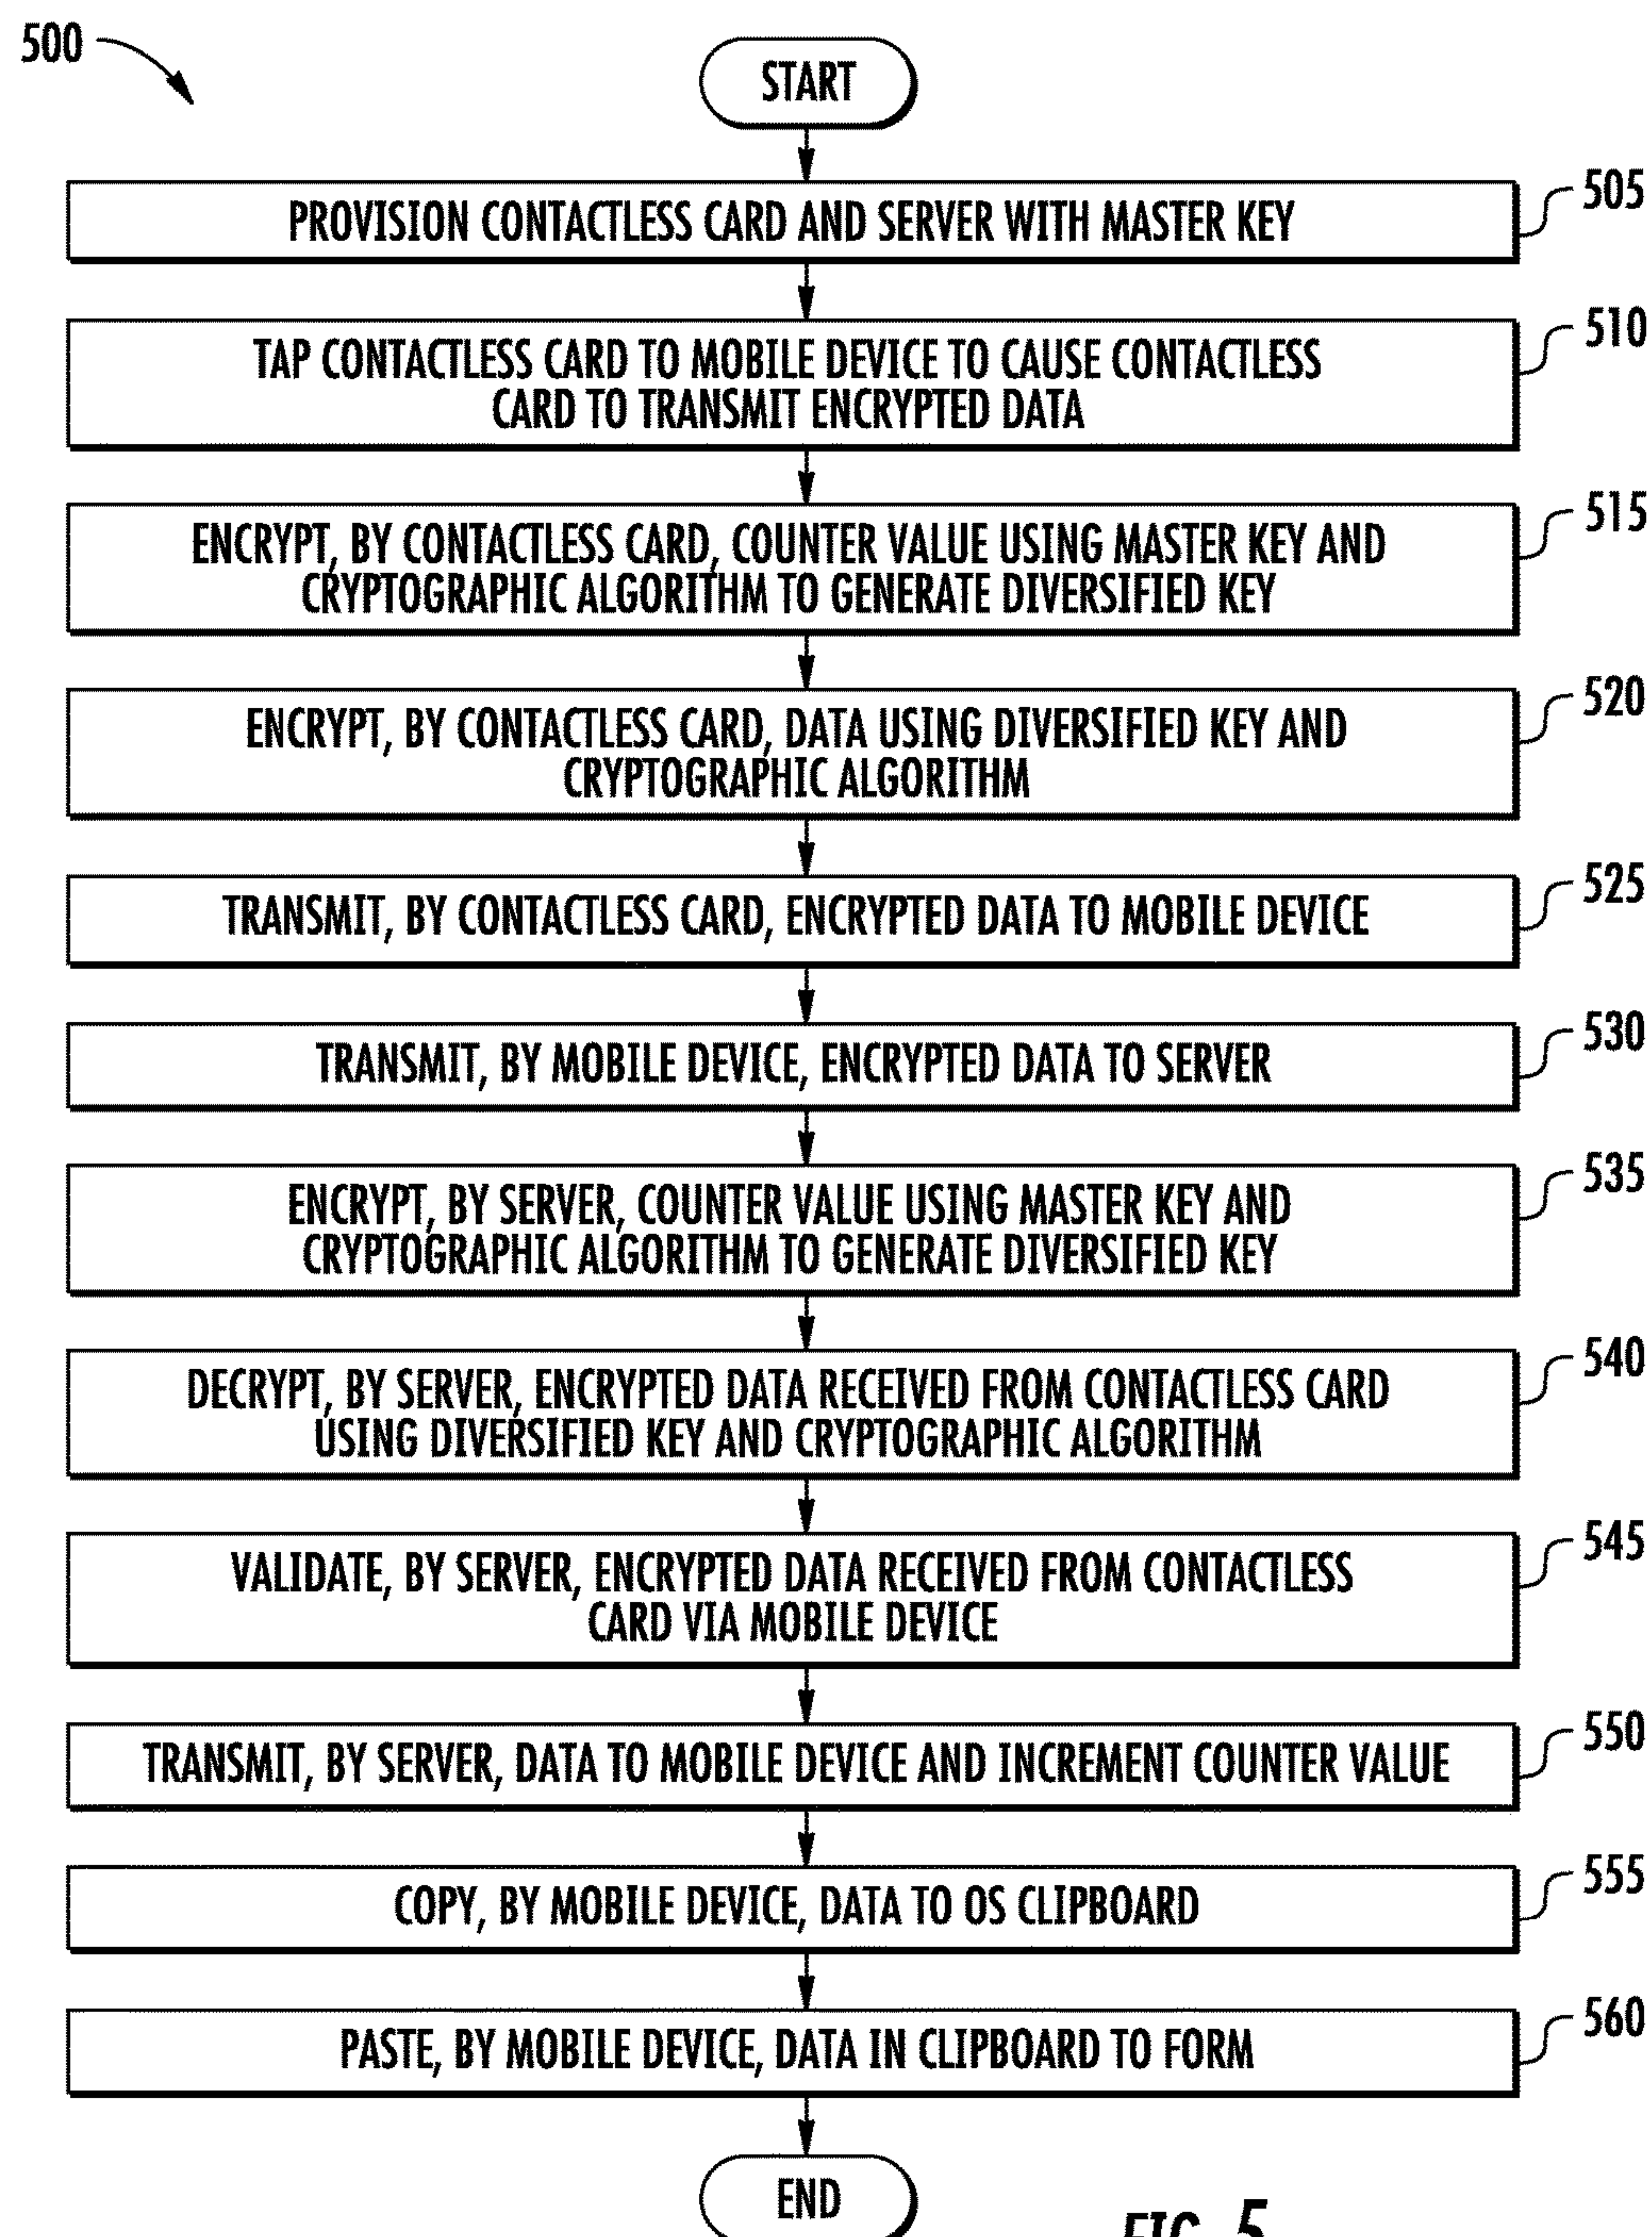 500
START
PROVISION CONTACTLESS CARD AND SERVER WITH MASTER KEY
505
TAP CONTACTLESS CARD TO MOBILE DEVICE TO CAUSE CONTACTLESS
CARD TO TRANSMIT ENCRYPTED DATA
510
ENCRYPT, BY CONTACTLESS CARD, COUNTER VALUE USING MASTER KEY AND
CRYPTOGRAPHIC ALGORITHM TO GENERATE DIVERSIFIED KEY
515
ENCRYPT, BY CONTACTLESS CARD, DATA USING DIVERSIFIED KEY AND
CRYPTOGRAPHIC ALGORITHM
520
TRANSMIT, BY CONTACTLESS CARD, ENCRYPTED DATA TO MOBILE DEVICE
525
TRANSMIT, BY MOBILE DEVICE, ENCRYPTED DATA TO SERVER
530
ENCRYPT, BY SERVER, COUNTER VALUE USING MASTER KEY AND
CRYPTOGRAPHIC ALGORITHM TO GENERATE DIVERSIFIED KEY
535
DECRYPT, BY SERVER, ENCRYPTED DATA RECEIVED FROM CONTACTLESS CARD
USING DIVERSIFIED KEY AND CRYPTOGRAPHIC ALGORITHM
540
VALIDATE, BY SERVER, ENCRYPTED DATA RECEIVED FROM CONTACTLESS
CARD VIA MOBILE DEVICE
545
TRANSMIT, BY SERVER, DATA TO MOBILE DEVICE AND INCREMENT COUNTER VALUE
550
COPY, BY MOBILE DEVICE, DATA TO OS CLIPBOARD
555
PASTE, BY MOBILE DEVICE, DATA IN CLIPBOARD TO FORM
560
END
FIG. 5